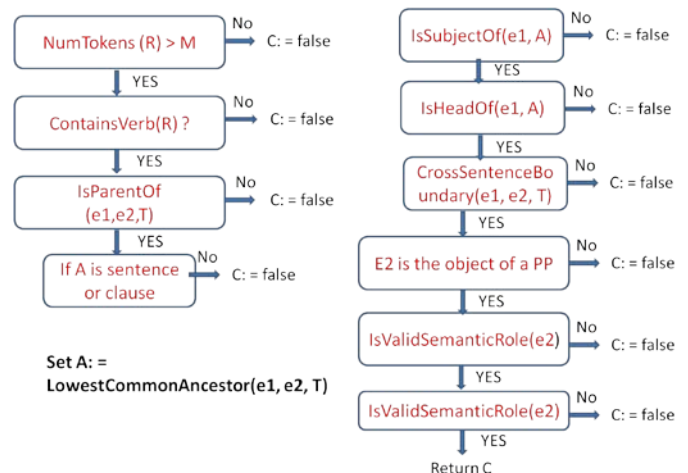 NumTokens (R) > M
No
C: = false
YES
ContainsVerb(R) ?
No
C: = false
YES
IsParentOf
(e1,e2,T)
No
C: = false
YES
If A is sentence
or clause
No
C: = false
Set A: =
LowestCommonAncestor(e1, e2, T)
IsSubjectOf(e1, A)
No
C: = false
YES
IsHeadOf(e1, A)
No
C: = false
YES
CrossSentenceBo
undary(e1, e2, T)
No
C: = false
YES
E2 is the object of a PP
No
C: = false
YES
IsValidSemanticRole(e2)
No
C: = false
YES
IsValidSemanticRole(e2)
No
C: = false
YES
Return C